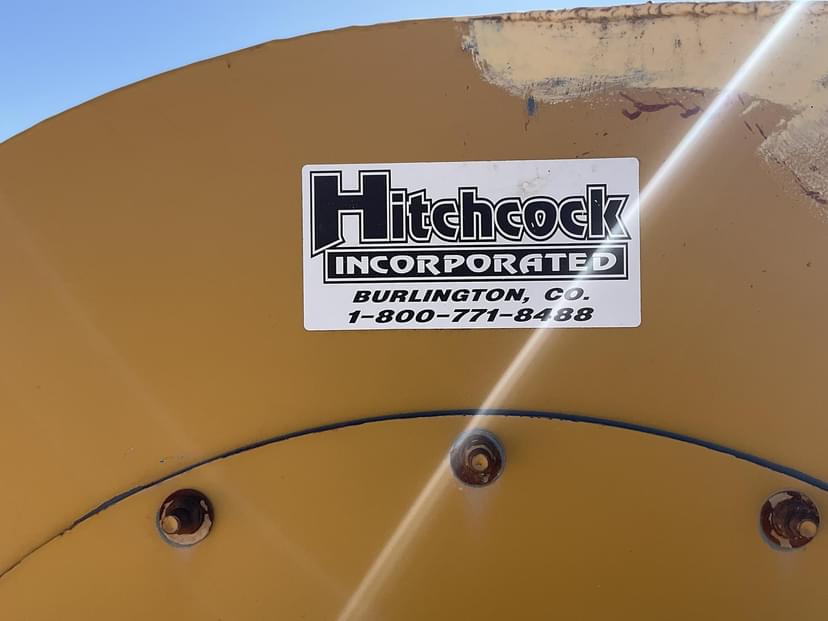 Hitchcock
INCORPORATED
BURLINGTON, CO.
1-800-771-8488